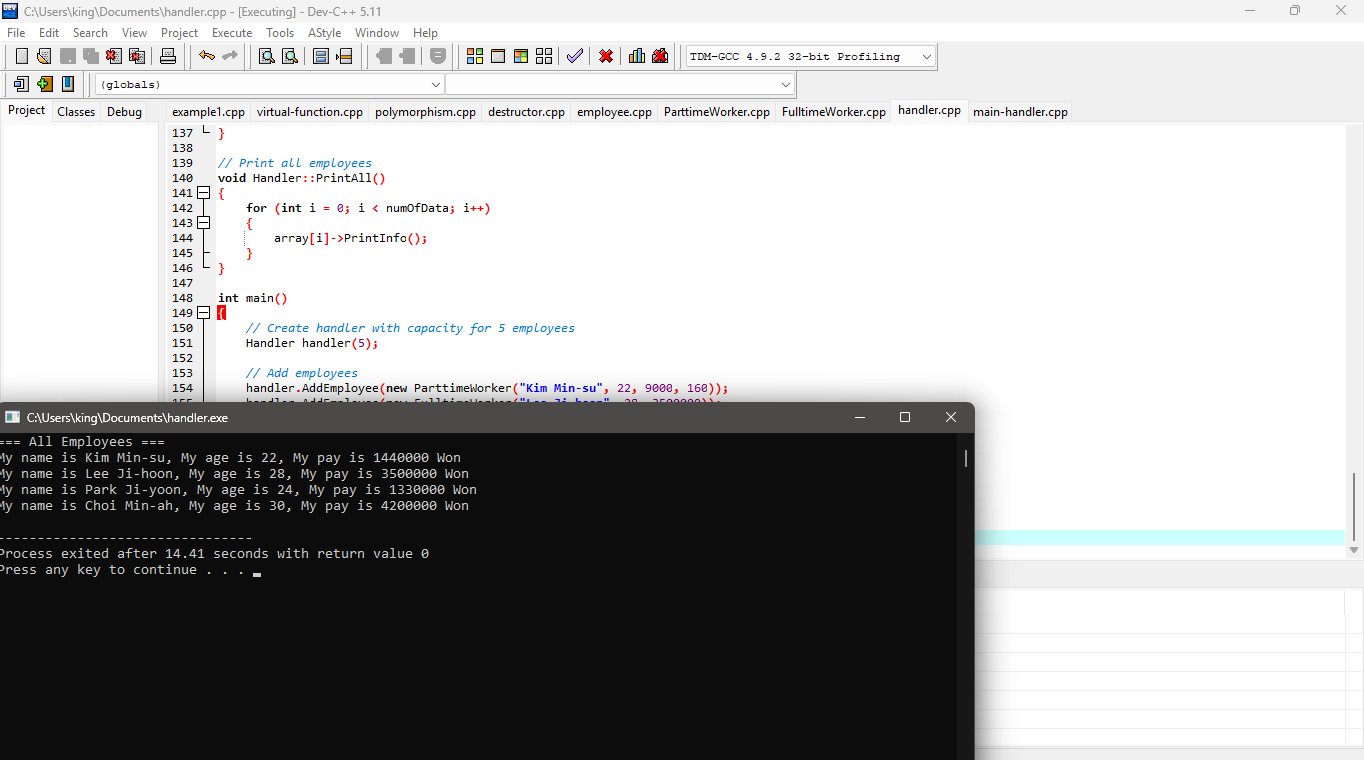 C:\Users\king\Documents\handler.cpp - [Executing] - Dev-C++ 5.11
File Edit Search View Project Execute Tools AStyle Window Help
TDM-GCC 4.9.2 32-bit Profiling
(globals)
Project Classes Debug
example1.cpp virtual-function.cpp polymorphism.cpp destructor.cpp employee.cpp ParttimeWorker.cpp FulltimeWorker.cpp handler.cpp main-handler.cpp
137 }
138
139 // Print all employees
140 void Handler::PrintAll()
141 {
142 for (int i = 0; i < numOfData; i++)
143 {
144 array[i]->PrintInfo();
145 }
146 }
147
148 int main()
149 {
150 // Create handler with capacity for 5 employees
151 Handler handler(5);
152
153 // Add employees
154 handler.AddEmployee(new ParttimeWorker("Kim Min-su", 22, 9000, 160));
C:\Users\king\Documents\handler.exe
=== All Employees ===
My name is Kim Min-su, My age is 22, My pay is 1440000 Won
My name is Lee Ji-hoon, My age is 28, My pay is 3500000 Won
My name is Park Ji-yoon, My age is 24, My pay is 1330000 Won
My name is Choi Min-ah, My age is 30, My pay is 4200000 Won
--------------------------------
Process exited after 14.41 seconds with return value 0
Press any key to continue . . .